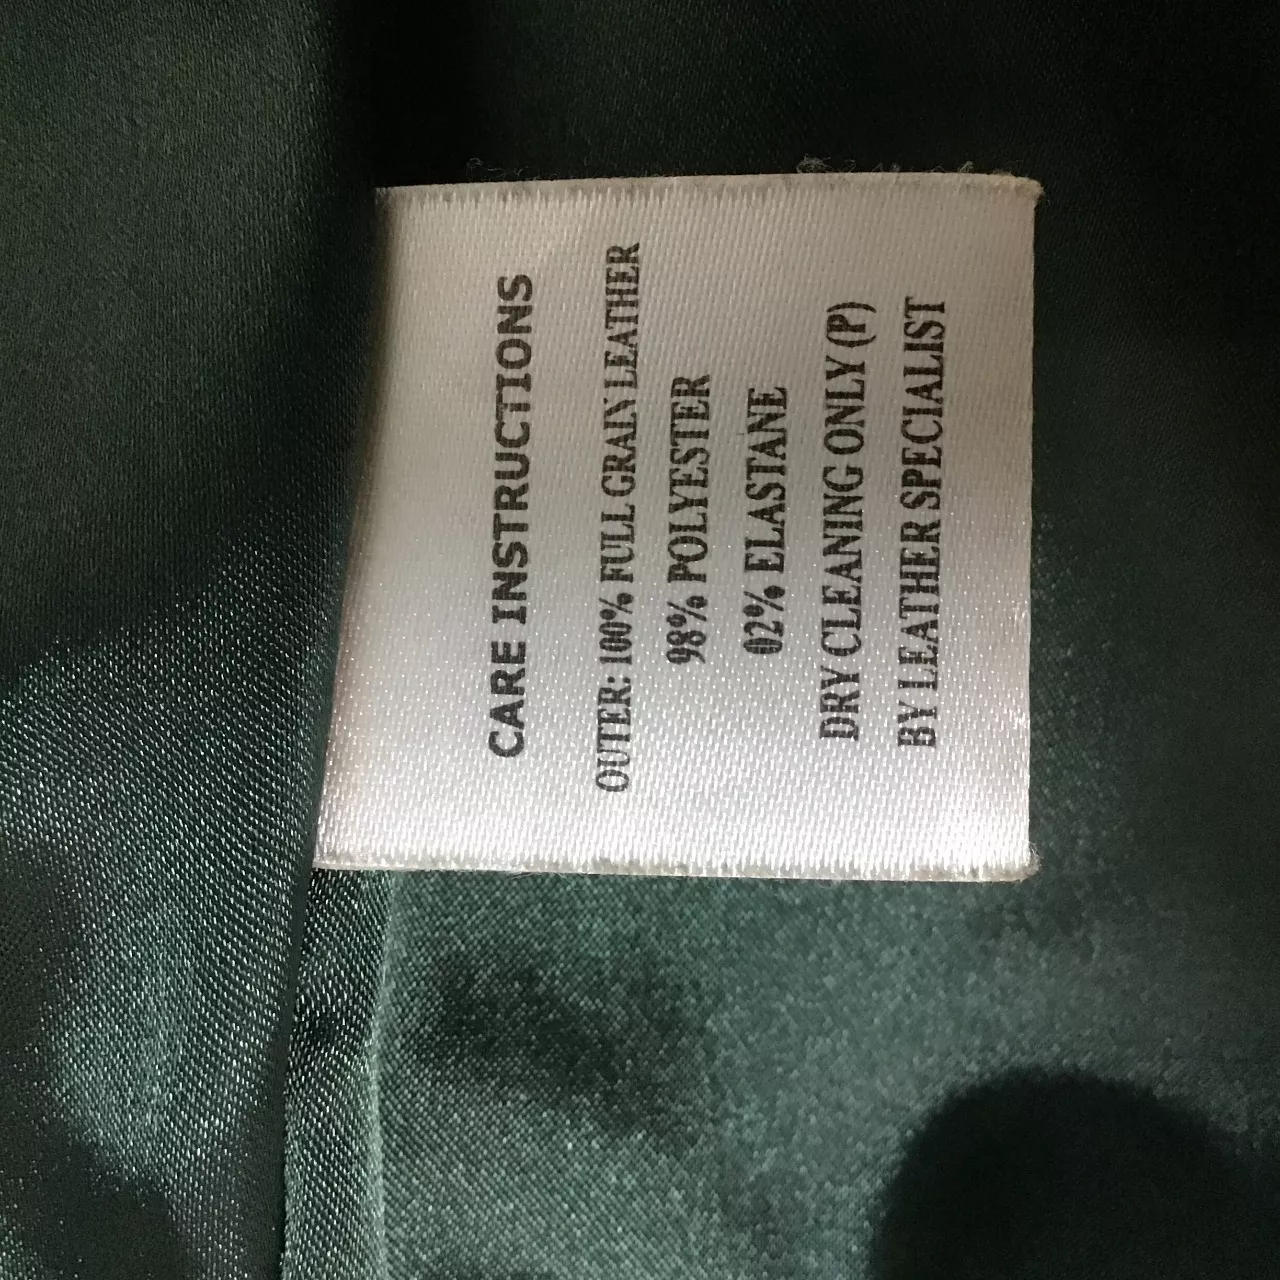 CARE INSTRUCTIONS
OUTER: 100% FULL GRAIN LEATHER
98% POLYESTER
02% ELASTANE
DRY CLEANING ONLY (P)
BY LEATHER SPECIALIST